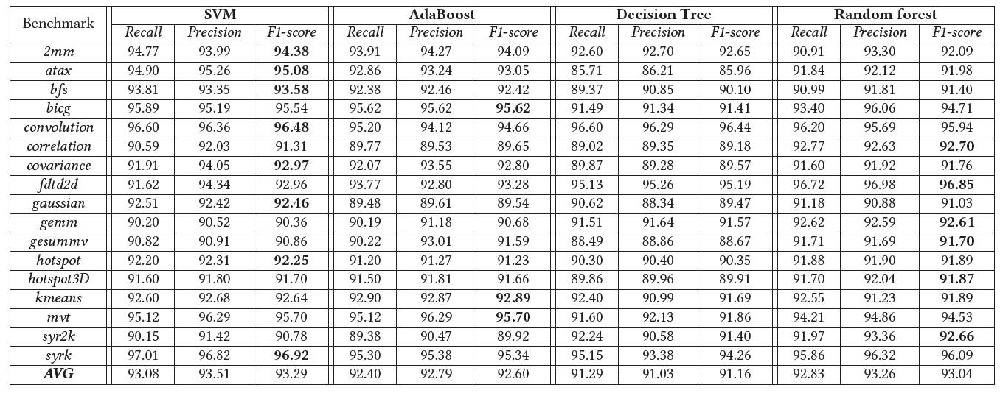 Benchmark SVM AdaBoost Decision Tree Random forest
Recall Precision F1-score Recall Precision F1-score Recall Precision F1-score Recall Precision F1-score
2mm 94.77 93.99 94.38 93.91 94.27 94.09 92.60 92.70 92.65 90.91 93.30 92.09
atax 94.90 95.26 95.08 92.86 93.24 93.05 85.71 86.21 85.96 91.84 92.12 91.98
bfs 93.81 93.35 93.58 92.38 92.46 92.42 89.37 90.85 90.10 90.99 91.81 91.40
bicg 95.89 95.19 95.54 95.62 95.62 95.62 91.49 91.34 91.41 93.40 96.06 94.71
convolution 96.60 96.36 96.48 95.20 94.12 94.66 96.60 96.29 96.44 96.20 95.69 95.94
correlation 90.59 92.03 91.31 89.77 89.53 89.65 89.02 89.35 89.18 92.77 92.63 92.70
covariance 91.91 94.05 92.97 92.07 93.55 92.80 89.87 89.28 89.57 91.60 91.92 91.76
fdtd2d 91.62 94.34 92.96 93.77 92.80 93.28 95.13 95.26 95.19 96.72 96.98 96.85
gaussian 92.51 92.42 92.46 89.48 89.61 89.54 90.62 88.34 89.47 91.18 90.88 91.03
gemm 90.20 90.52 90.36 90.19 91.18 90.68 91.51 91.64 91.57 92.62 92.59 92.61
gesummv 90.82 90.91 90.86 90.22 93.01 91.59 88.49 88.86 88.67 91.71 91.69 91.70
hotspot 92.20 92.31 92.25 91.20 91.27 91.23 90.30 90.40 90.35 91.88 91.90 91.89
hotspot3D 91.60 91.80 91.70 91.50 91.81 91.66 89.86 89.96 89.91 91.70 92.04 91.87
kmeans 92.60 92.68 92.64 92.90 92.87 92.89 92.40 90.99 91.69 92.55 91.23 91.89
mvt 95.12 96.29 95.70 95.12 96.29 95.70 91.60 92.13 91.86 94.21 94.86 94.53
syr2k 90.15 91.42 90.78 89.38 90.47 89.92 92.24 90.58 91.40 91.97 93.36 92.66
syrk 97.01 96.82 96.92 95.30 95.38 95.34 95.15 93.38 94.26 95.86 96.32 96.09
AVG 93.08 93.51 93.29 92.40 92.79 92.60 91.29 91.03 91.16 92.83 93.26 93.04